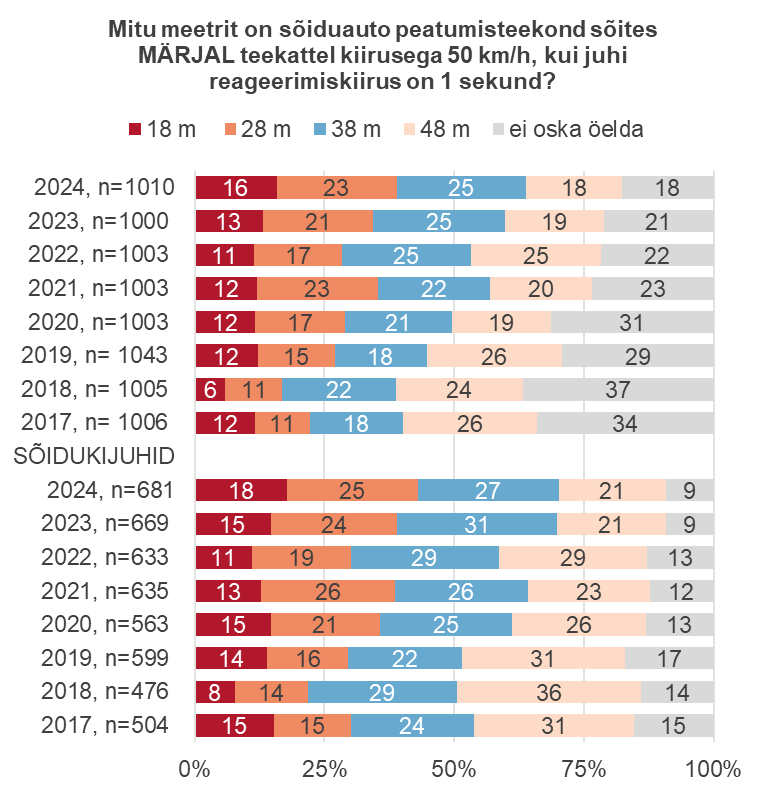 Mitu meetrit on sõiduauto peatumisteekond sõites
MÄRJAL teekattel kiirusega 50 km/h, kui juhi
reageerimiskiirus on 1 sekund?
18 m 28 m 38 m 48 m ei oska öelda
2024, n=1010 16 23 25 18 18
2023, n=1000 13 21 25 19 21
2022, n=1003 11 17 25 25 22
2021, n=1003 12 23 22 20 23
2020, n=1003 12 17 21 19 31
2019, n= 1043 12 15 18 26 29
2018, n= 1005 6 11 22 24 37
2017, n= 1006 12 11 18 26 34
SÕIDUKIJUHID
2024, n=681 18 25 27 21 9
2023, n=669 15 24 31 21 9
2022, n=633 11 19 29 29 13
2021, n=635 13 26 26 23 12
2020, n=563 15 21 25 26 13
2019, n=599 14 16 22 31 17
2018, n=476 8 14 29 36 14
2017, n=504 15 15 24 31 15
0% 25% 50% 75% 100%